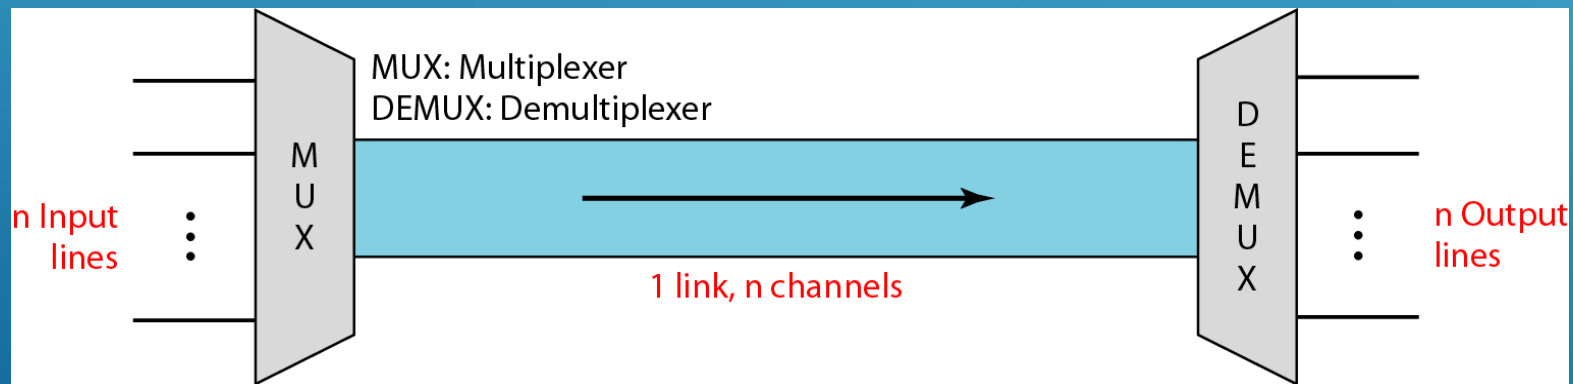 MUX: Multiplexer
DEMUX: Demultiplexer
M
U
X
D
E
M
U
X
n Input
lines
n Output
lines
1 link, n channels